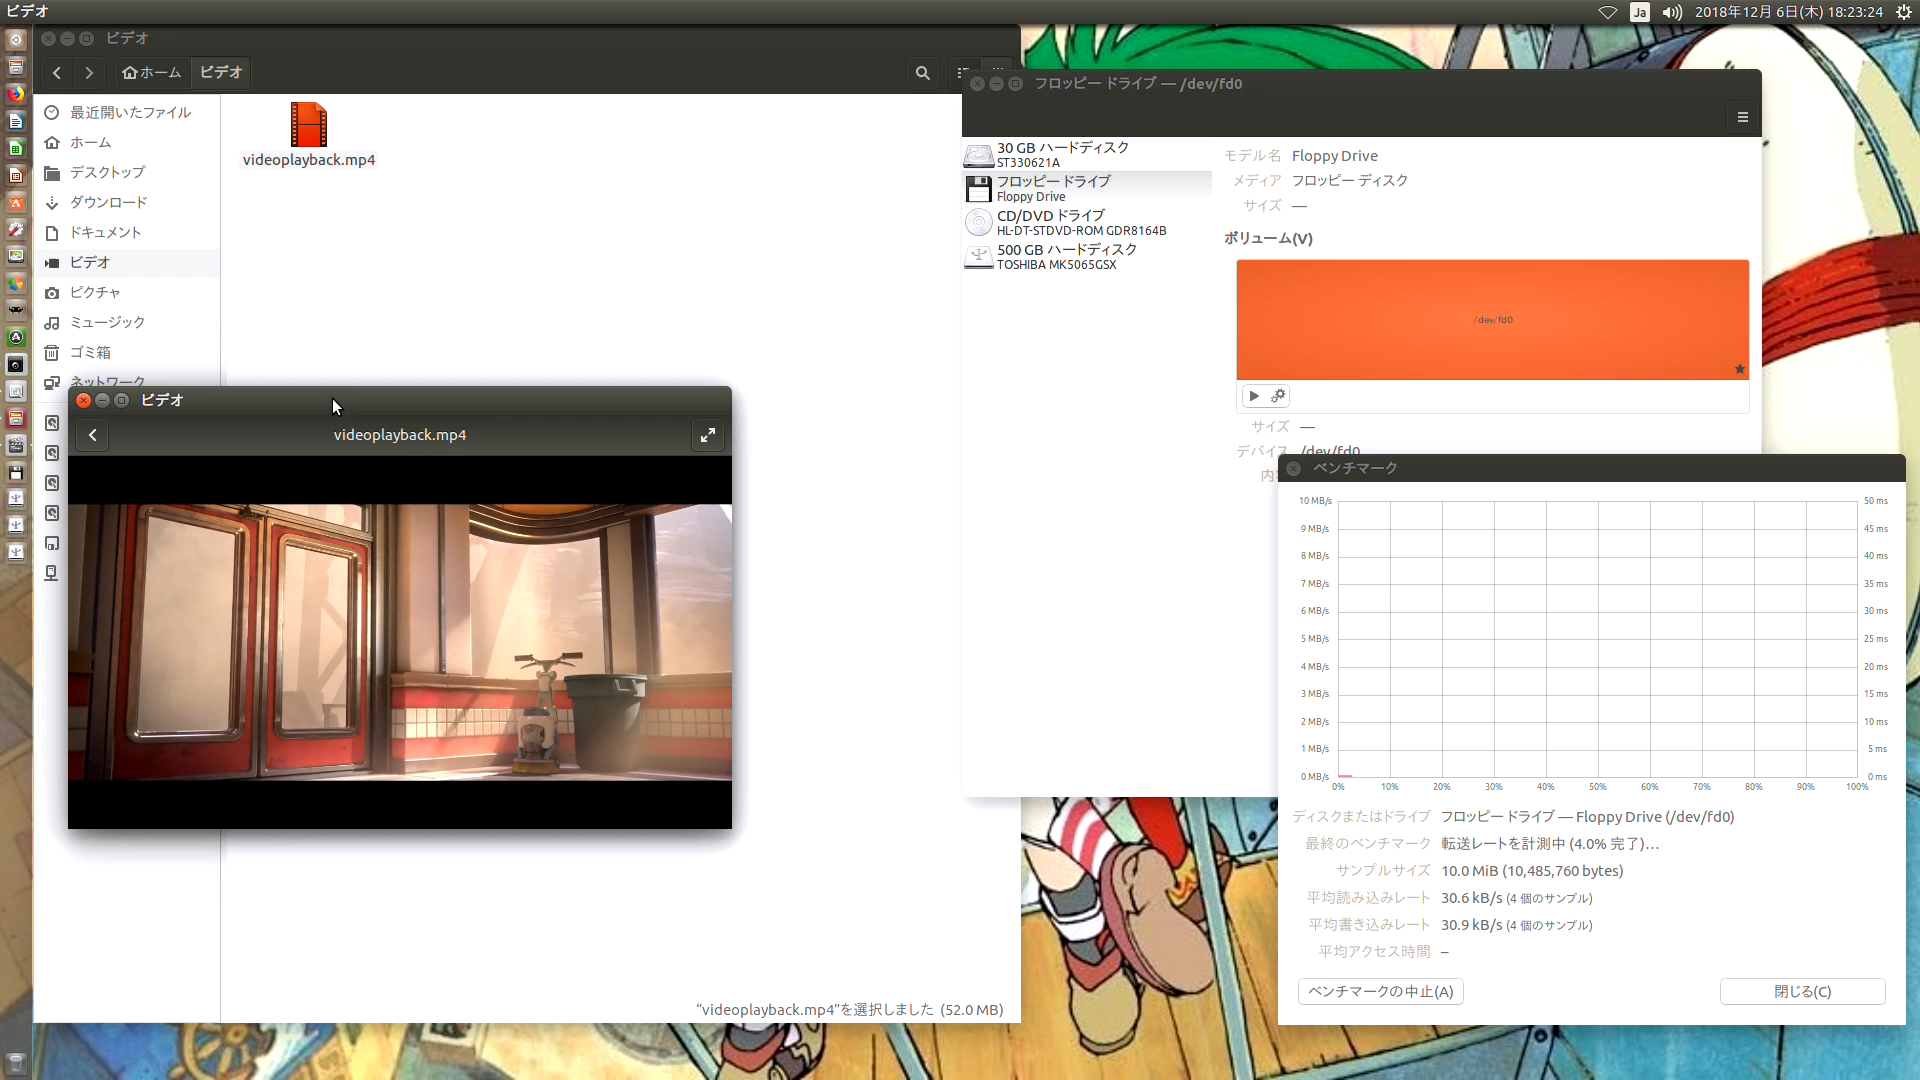 ビデオ
Ja
2018年12月 6日(木) 18:23:24
ビデオ
ホーム
ビデオ
最近開いたファイル
ホーム
デスクトップ
ダウンロード
ドキュメント
ビデオ
ピクチャ
ミュージック
ゴミ箱
ネットワーク
videoplayback.mp4
“videoplayback.mp4”を選択しました (52.0 MB)
ビデオ
videoplayback.mp4
フロッピー ドライブ — /dev/fd0
30 GB ハードディスク
ST330621A
フロッピー ドライブ
Floppy Drive
CD/DVD ドライブ
HL-DT-STDVD-ROM GDR8164B
500 GB ハードディスク
TOSHIBA MK5065GSX
モデル名 Floppy Drive
メディア フロッピー ディスク
サイズ —
ボリューム(V)
/dev/fd0
サイズ —
デバイス /dev/fd0
ベンチマーク
10 MB/s
9 MB/s
8 MB/s
7 MB/s
6 MB/s
5 MB/s
4 MB/s
3 MB/s
2 MB/s
1 MB/s
0 MB/s
50 ms
45 ms
40 ms
35 ms
30 ms
25 ms
20 ms
15 ms
10 ms
5 ms
0 ms
0% 10% 20% 30% 40% 50% 60% 70% 80% 90% 100%
ディスクまたはドライブ フロッピー ドライブ — Floppy Drive (/dev/fd0)
最終のベンチマーク 転送レートを計測中 (4.0% 完了)…
サンプルサイズ 10.0 MiB (10,485,760 bytes)
平均読み込みレート 30.6 kB/s (4 個のサンプル)
平均書き込みレート 30.9 kB/s (4 個のサンプル)
平均アクセス時間 –
ベンチマークの中止(A)
閉じる(C)